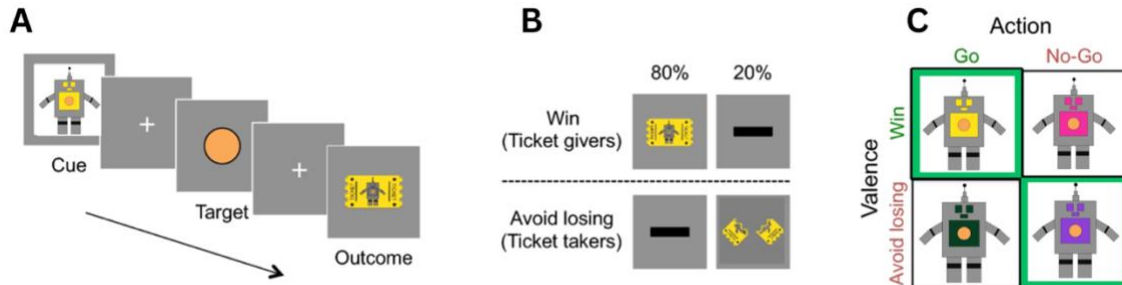 A
Cue
+
Target
+
Outcome
B
80%
20%
Win
(Ticket givers)
Avoid losing
(Ticket takers)
C
Action
Go
No-Go
Valence
Win
Avoid losing